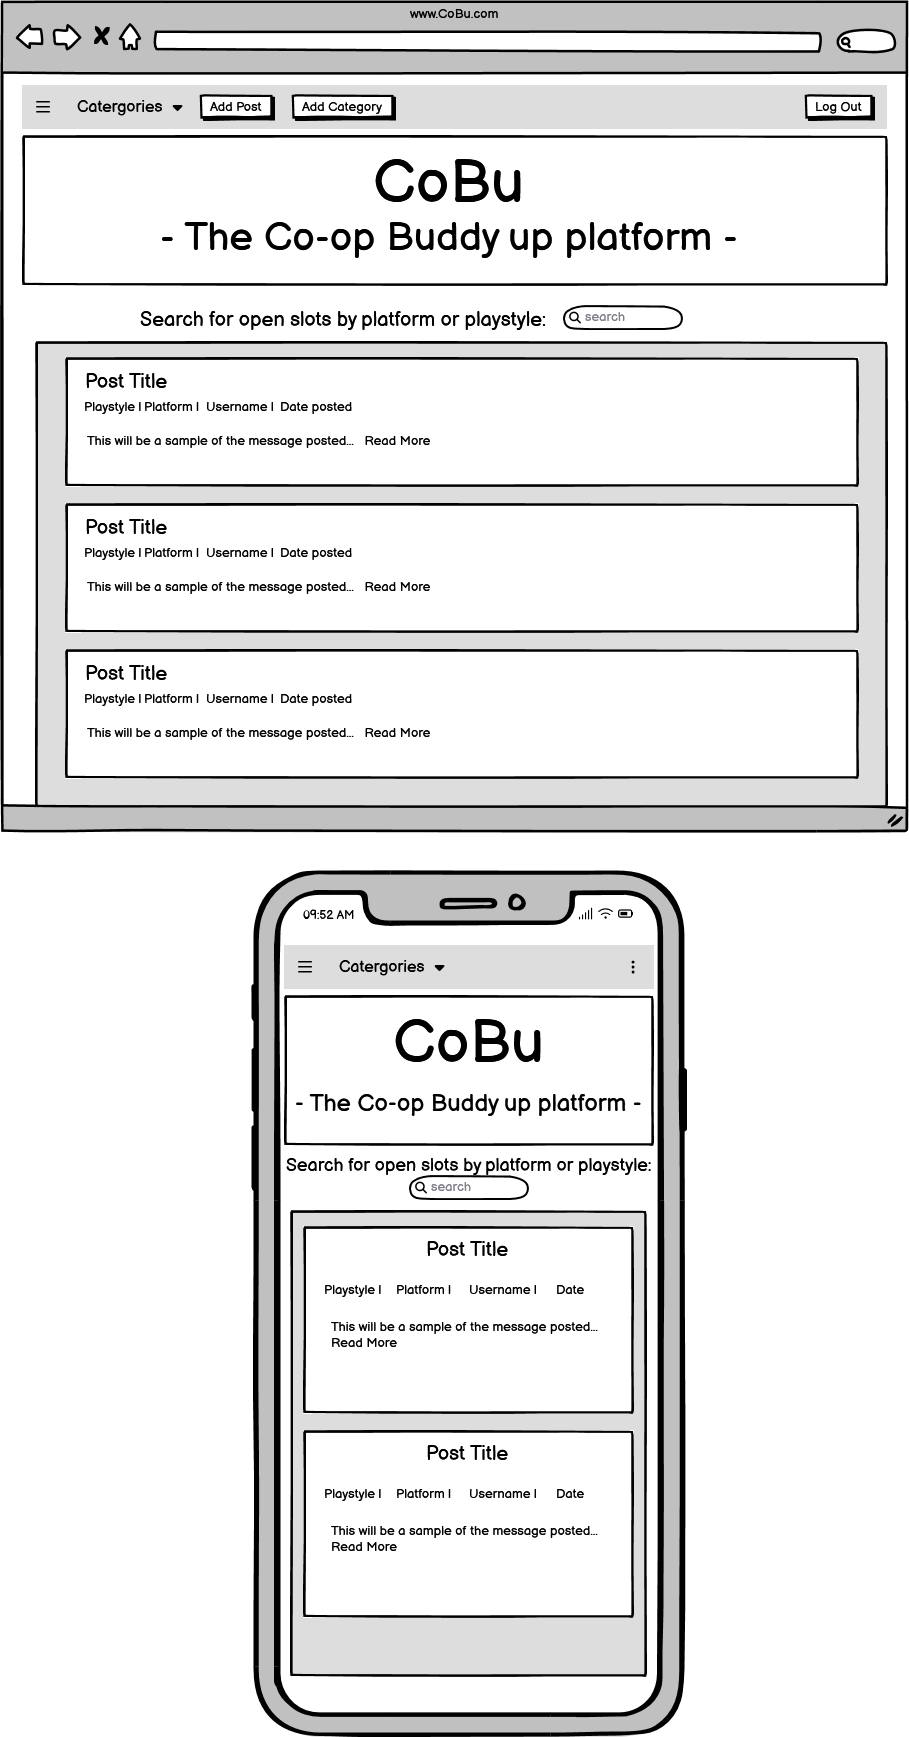 www.CoBu.com
Catergories Add Post Add Category Log Out
CoBu
- The Co-op Buddy up platform -
Search for open slots by platform or playstyle: search
Post Title
Playstyle | Platform | Username | Date posted
This will be a sample of the message posted... Read More
Post Title
Playstyle | Platform | Username | Date posted
This will be a sample of the message posted... Read More
Post Title
Playstyle | Platform | Username | Date posted
This will be a sample of the message posted... Read More
09:52 AM
Catergories
CoBu
- The Co-op Buddy up platform -
Search for open slots by platform or playstyle:
search
Post Title
Playstyle | Platform | Username | Date
This will be a sample of the message posted...
Read More
Post Title
Playstyle | Platform | Username | Date
This will be a sample of the message posted...
Read More